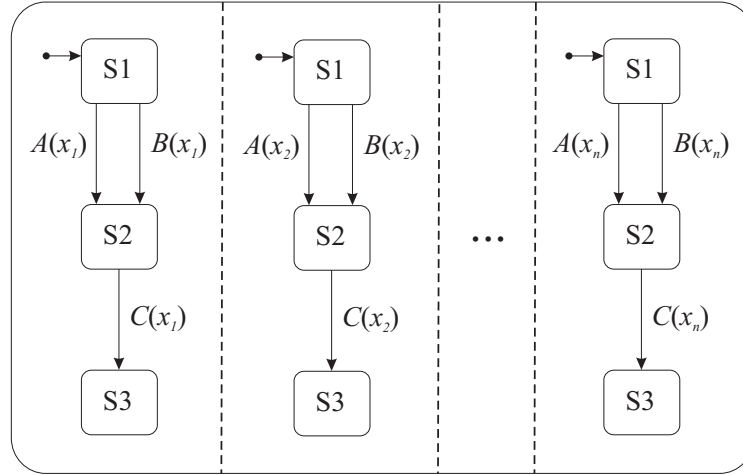 S1 S1 S1
A(x₁) B(x₁) A(x₂) B(x₂) A(xₙ) B(xₙ)
S2 S2 ... S2
C(x₁) C(x₂) C(xₙ)
S3 S3 S3